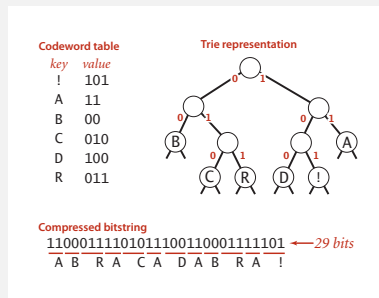 Codeword table
key value
! 101
A 11
B 00
C 010
D 100
R 011
Trie representation
0 1
0 1 0 1
B A
0 1 0 1
C R D !
Compressed bitstring
11000111101011100110001111101 29 bits
A B R A C A D A B R A !